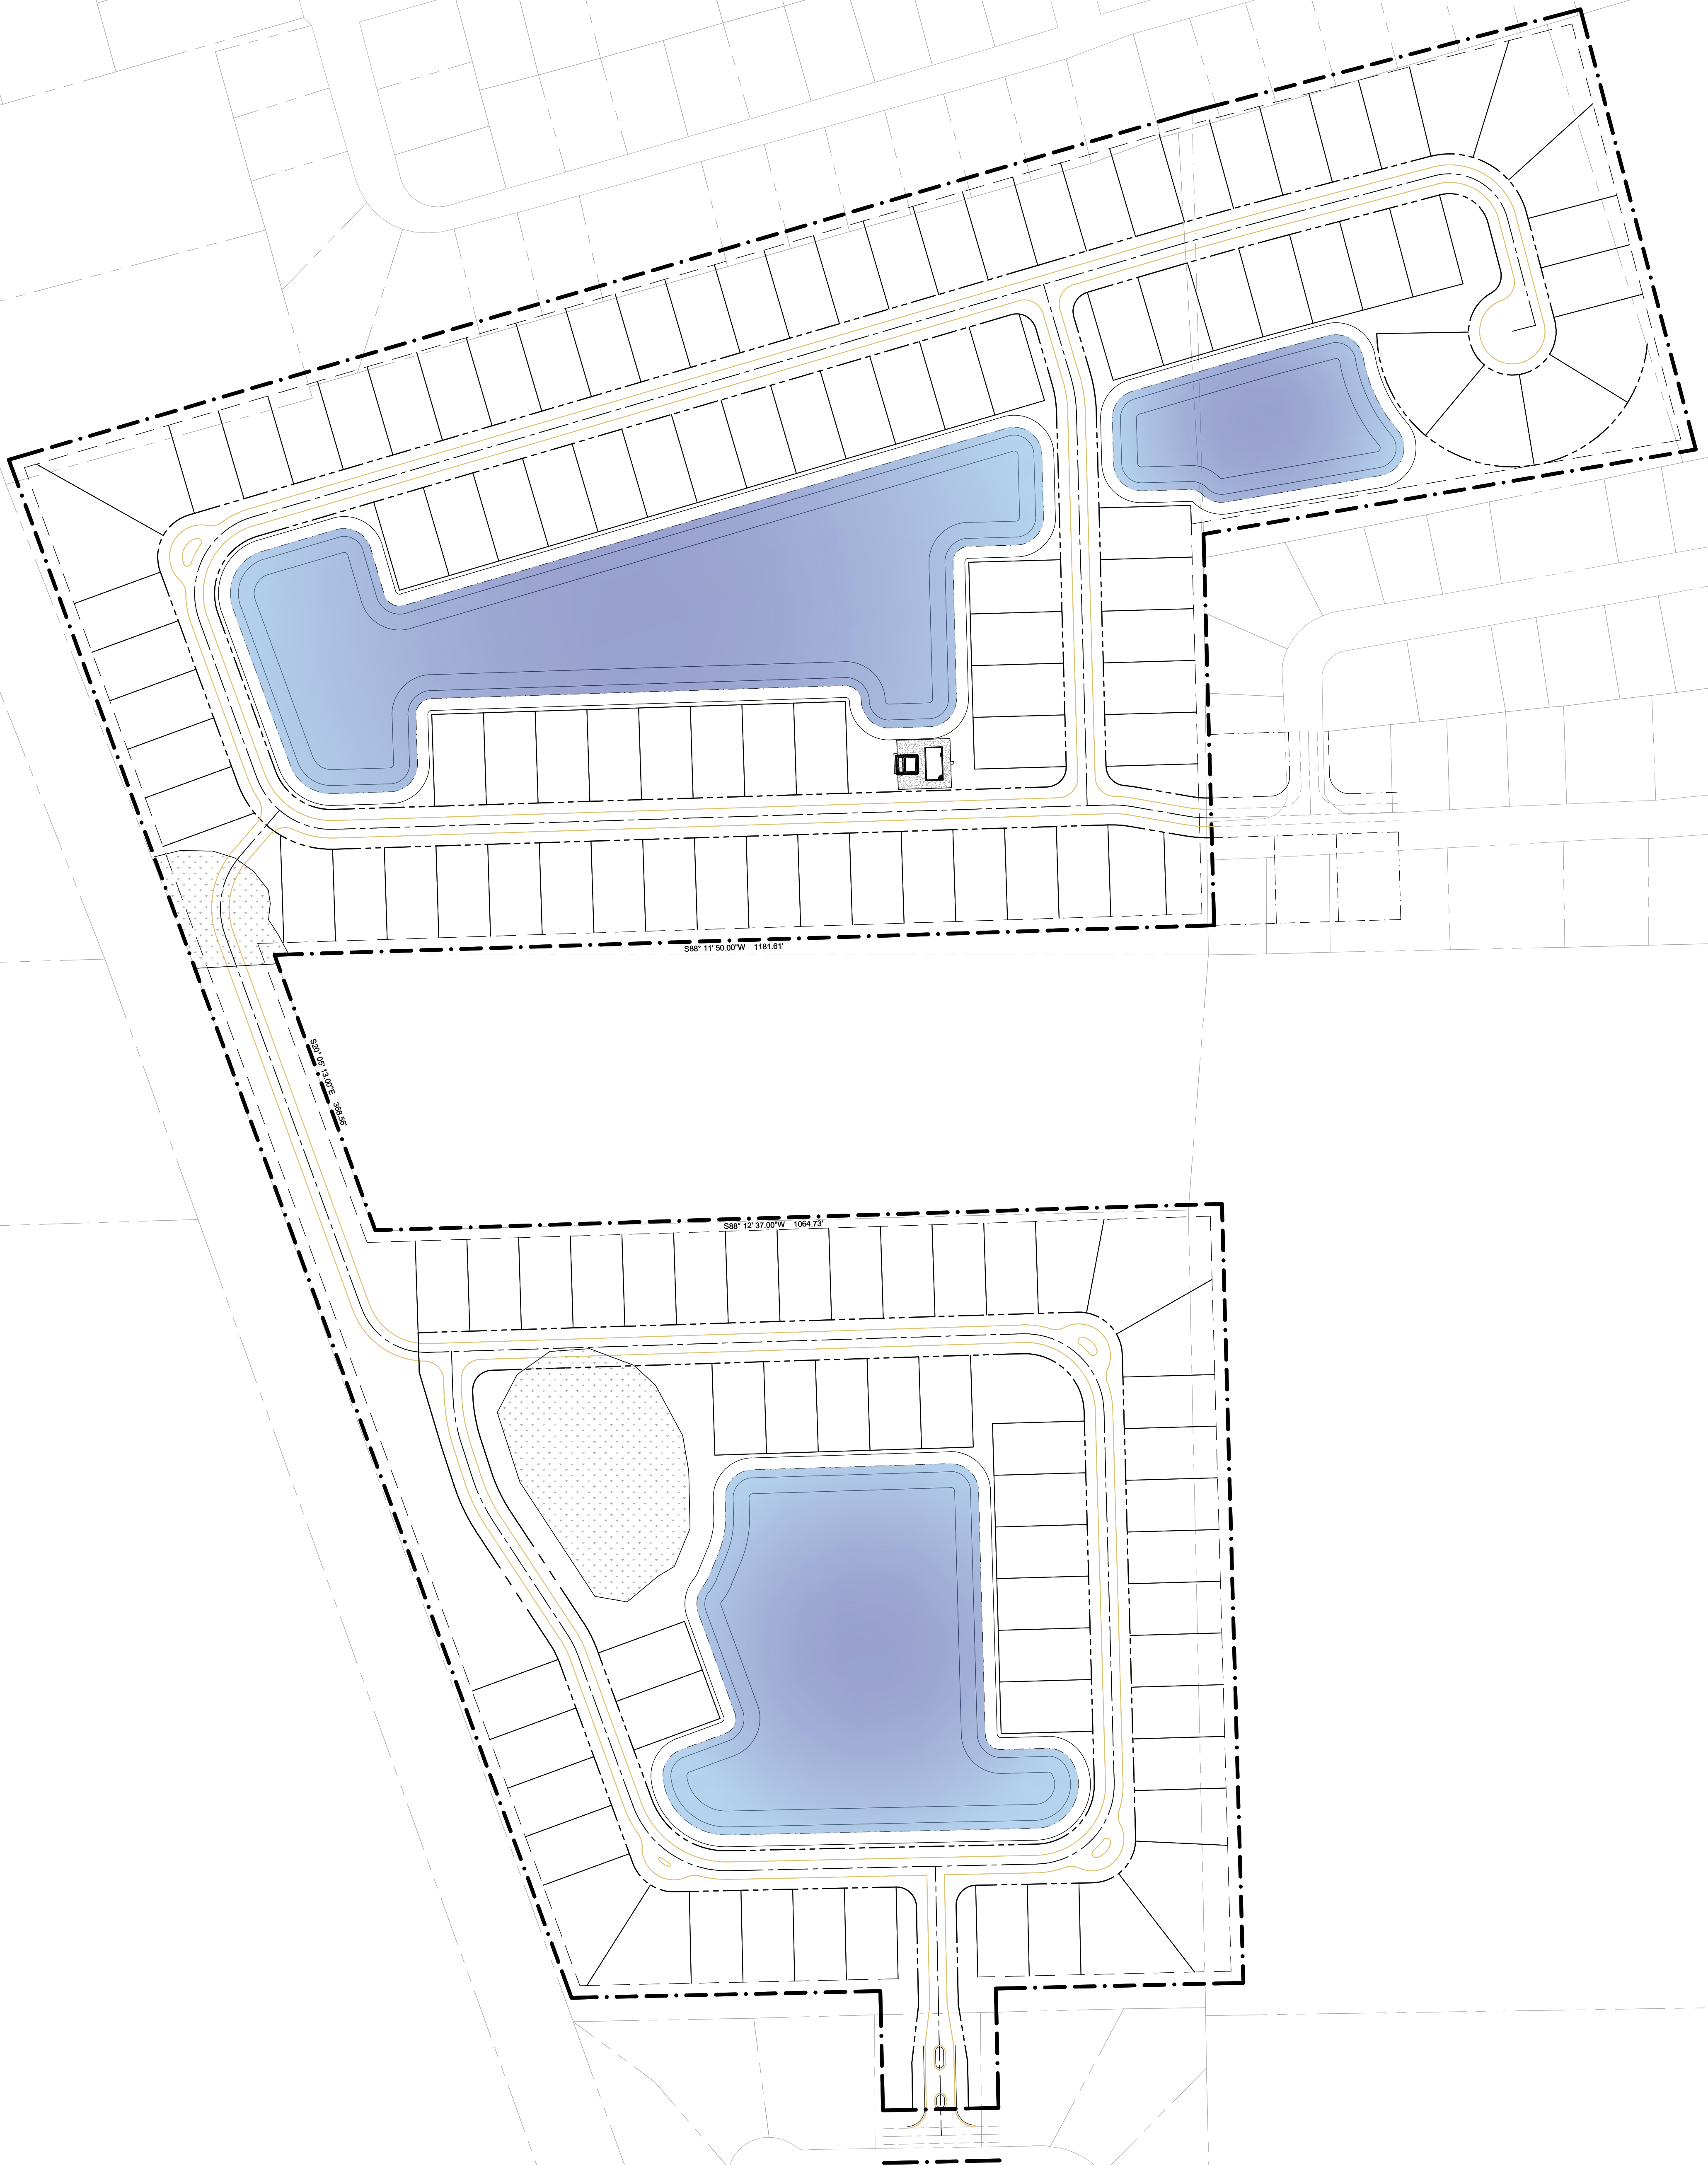 S88° 11' 50.00"W 1181.61'
S20° 05' 13.00"E 368.56'
S88° 12' 37.00"W 1064.73'